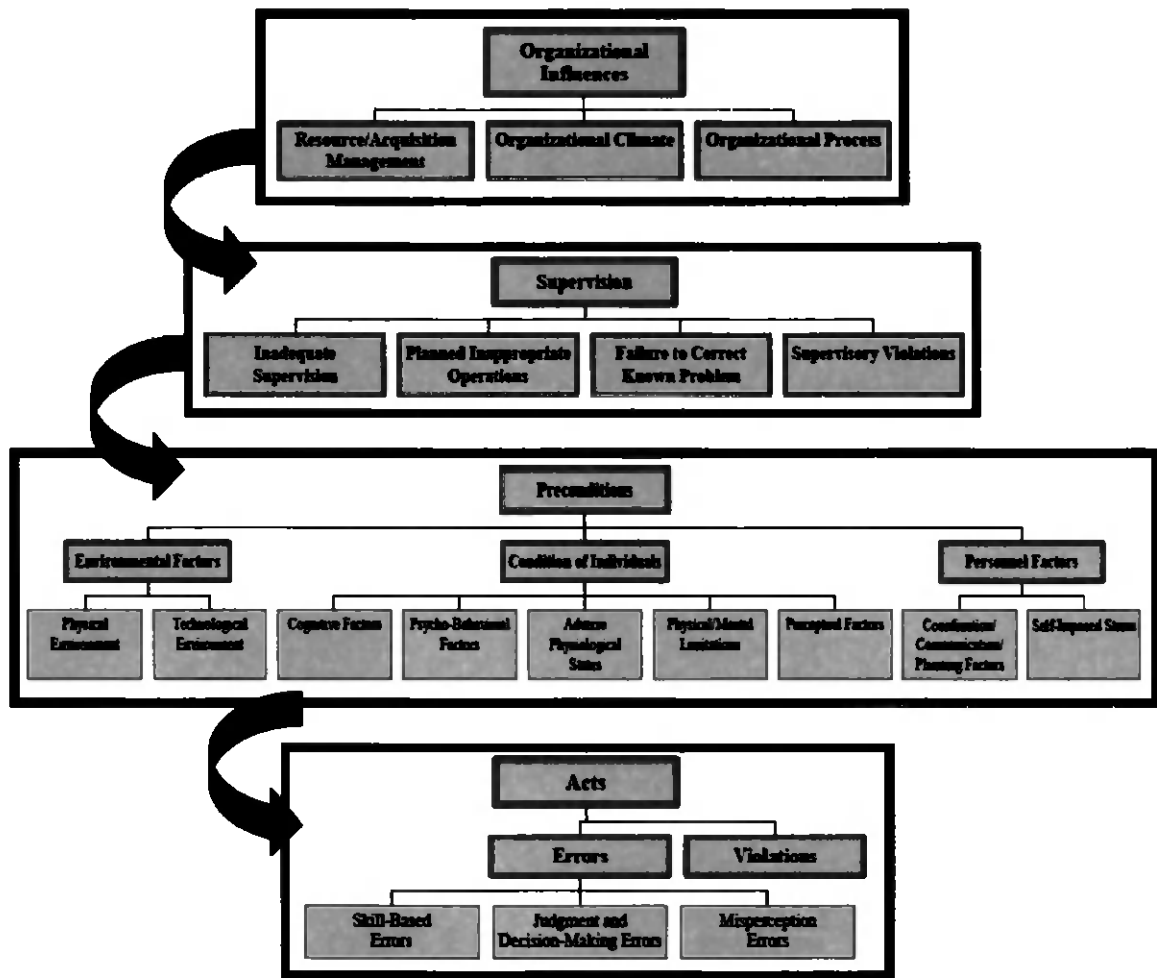 Organizational
Influences
Resource/Acquisition
Management
Organizational Climate
Organizational Process
Supervision
Inadequate
Supervision
Planned Inappropriate
Operations
Failure to Correct
Known Problem
Supervisory Violations
Preconditions
Environmental Factors
Condition of Individuals
Personnel Factors
Physical
Environment
Technological
Environment
Cognitive Factors
Psycho-Behavioral
Factors
Adverse
Physiological
States
Physical/Mental
Limitations
Perceptual Factors
Coordination/
Communication/
Planning Factors
Self-Imposed Stress
Acts
Errors
Violations
Skill-Based
Errors
Judgment and
Decision-Making Errors
Misperception
Errors